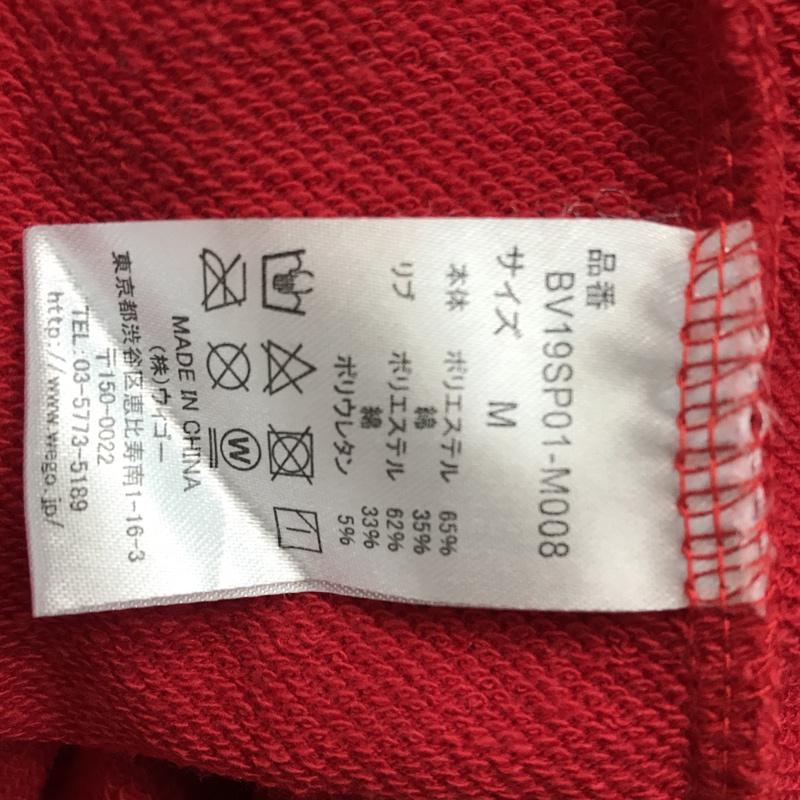 品番
BV19SP01-M008
サイズ M
本体 ポリエステル 65%
綿 35%
リブ ポリエステル 62%
綿 33%
ポリウレタン 5%
W
MADE IN CHINA
(株)ウィゴー
〒150-0022
東京都渋谷区恵比寿南1-16-3
TEL:03-5773-5189
http://www.wego.jp/